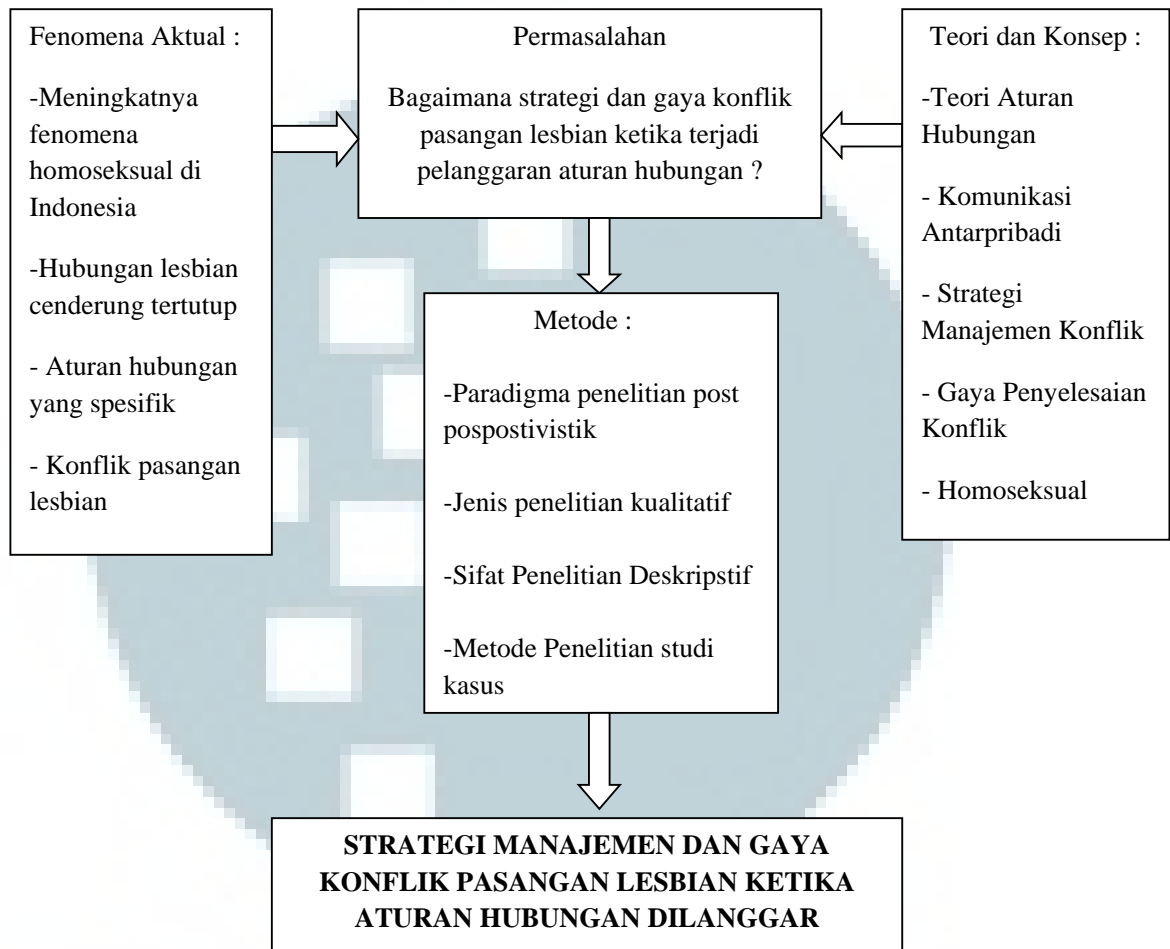 Fenomena Aktual :
-Meningkatnya
fenomena
homoseksual di
Indonesia
-Hubungan lesbian
cenderung tertutup
- Aturan hubungan
yang spesifik
- Konflik pasangan
lesbian
Permasalahan
Bagaimana strategi dan gaya konflik
pasangan lesbian ketika terjadi
pelanggaran aturan hubungan ?
Teori dan Konsep :
-Teori Aturan
Hubungan
- Komunikasi
Antarpribadi
- Strategi
Manajemen Konflik
- Gaya Penyelesaian
Konflik
- Homoseksual
Metode :
-Paradigma penelitian post
pospostivistik
-Jenis penelitian kualitatif
-Sifat Penelitian Deskripstif
-Metode Penelitian studi
kasus
STRATEGI MANAJEMEN DAN GAYA
KONFLIK PASANGAN LESBIAN KETIKA
ATURAN HUBUNGAN DILANGGAR